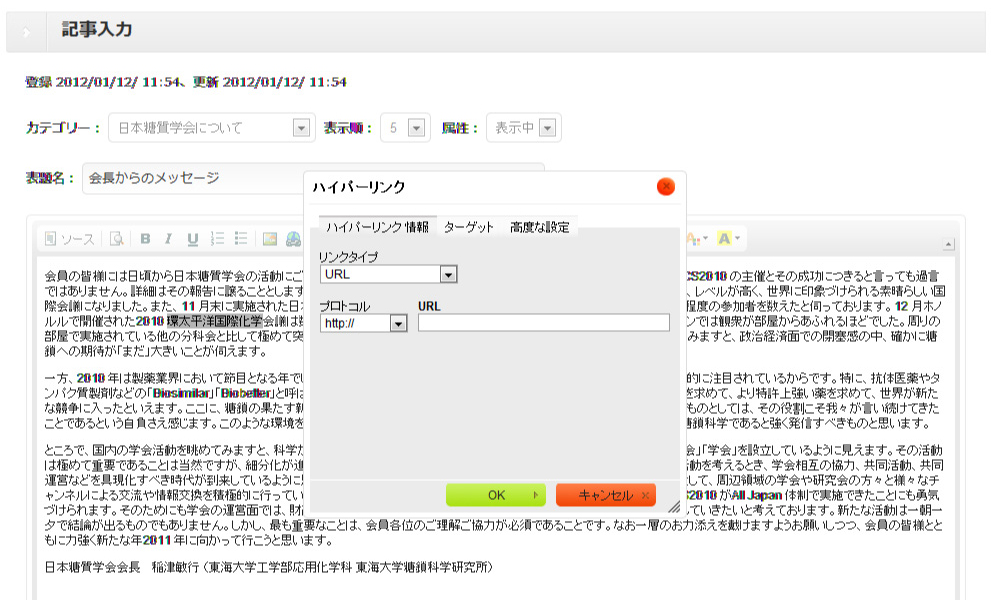 記事入力
登録 2012/01/12/ 11:54、更新 2012/01/12/ 11:54
カテゴリー： 日本糖質学会について 表示順： 5 属性： 表示中
表題名： 会長からのメッセージ
ハイパーリンク
ハイパーリンク 情報 ターゲット 高度な設定
リンクタイプ
URL
プロトコル URL
http://
OK キャンセル
ソース B I U A
会員の皆様には日頃から日本糖質学会の活動にご
CS2010 の主催とその成功につきると言っても過言
ではありません。詳細はその報告に譲ることとします
、レベルが高く、世界に印象づけられる素晴らしい国
際会議になりました。また、11 月末に実施された日
程度の参加者を数えたと伺っております。12 月ホノ
ルルで開催された2010 環太平洋国際化学会議は
ンでは観衆が部屋からあふれるほどでした。周りの
部屋で実施されている他の分科会と比して極めて突
みますと、政治経済面での閉塞感の中、確かに糖
鎖への期待が「まだ」大きいことが伺えます。
一方、2010 年は製薬業界において節目となる年で
的に注目されているからです。特に、抗体医薬やタ
ンパク質製剤などの「Biosimilar」「Biobetter」と呼
を求めて、より特許上強い薬を求めて、世界が新た
な競争に入ったといえます。ここに、糖鎖の果たす新
ものとしては、その役割こそ我々が言い続けてきた
ことであるという自負さえ感じます。このような環境を
糖鎖科学であると強く発信すべきものと思います。
ところで、国内の学会活動を眺めてみますと、科学
会」「学会」を設立しているように見えます。その活動
は極めて重要であることは当然ですが、細分化が進
活動を考えるとき、学会相互の協力、共同活動、共同
運営などを具現化すべき時代が到来しているように
して、周辺領域の学会や研究会の方々と様々なチ
ャンネルによる交流や情報交換を積極的に行ってい
S2010 がAll Japan 体制で実施できたことにも勇気
づけられます。そのためにも学会の運営面では、財
していきたいと考えております。新たな活動は一朝一
夕で結論が出るものでもありません。しかし、最も重要なことは、会員各位のご理解ご協力が必須であることです。なお一層のお力添えを戴けますようお願いしつつ、会員の皆様とと
もに力強く新たな年2011 年に向かって行こうと思います。
日本糖質学会会長 稲津敏行（東海大学工学部応用化学科 東海大学糖鎖科学研究所）